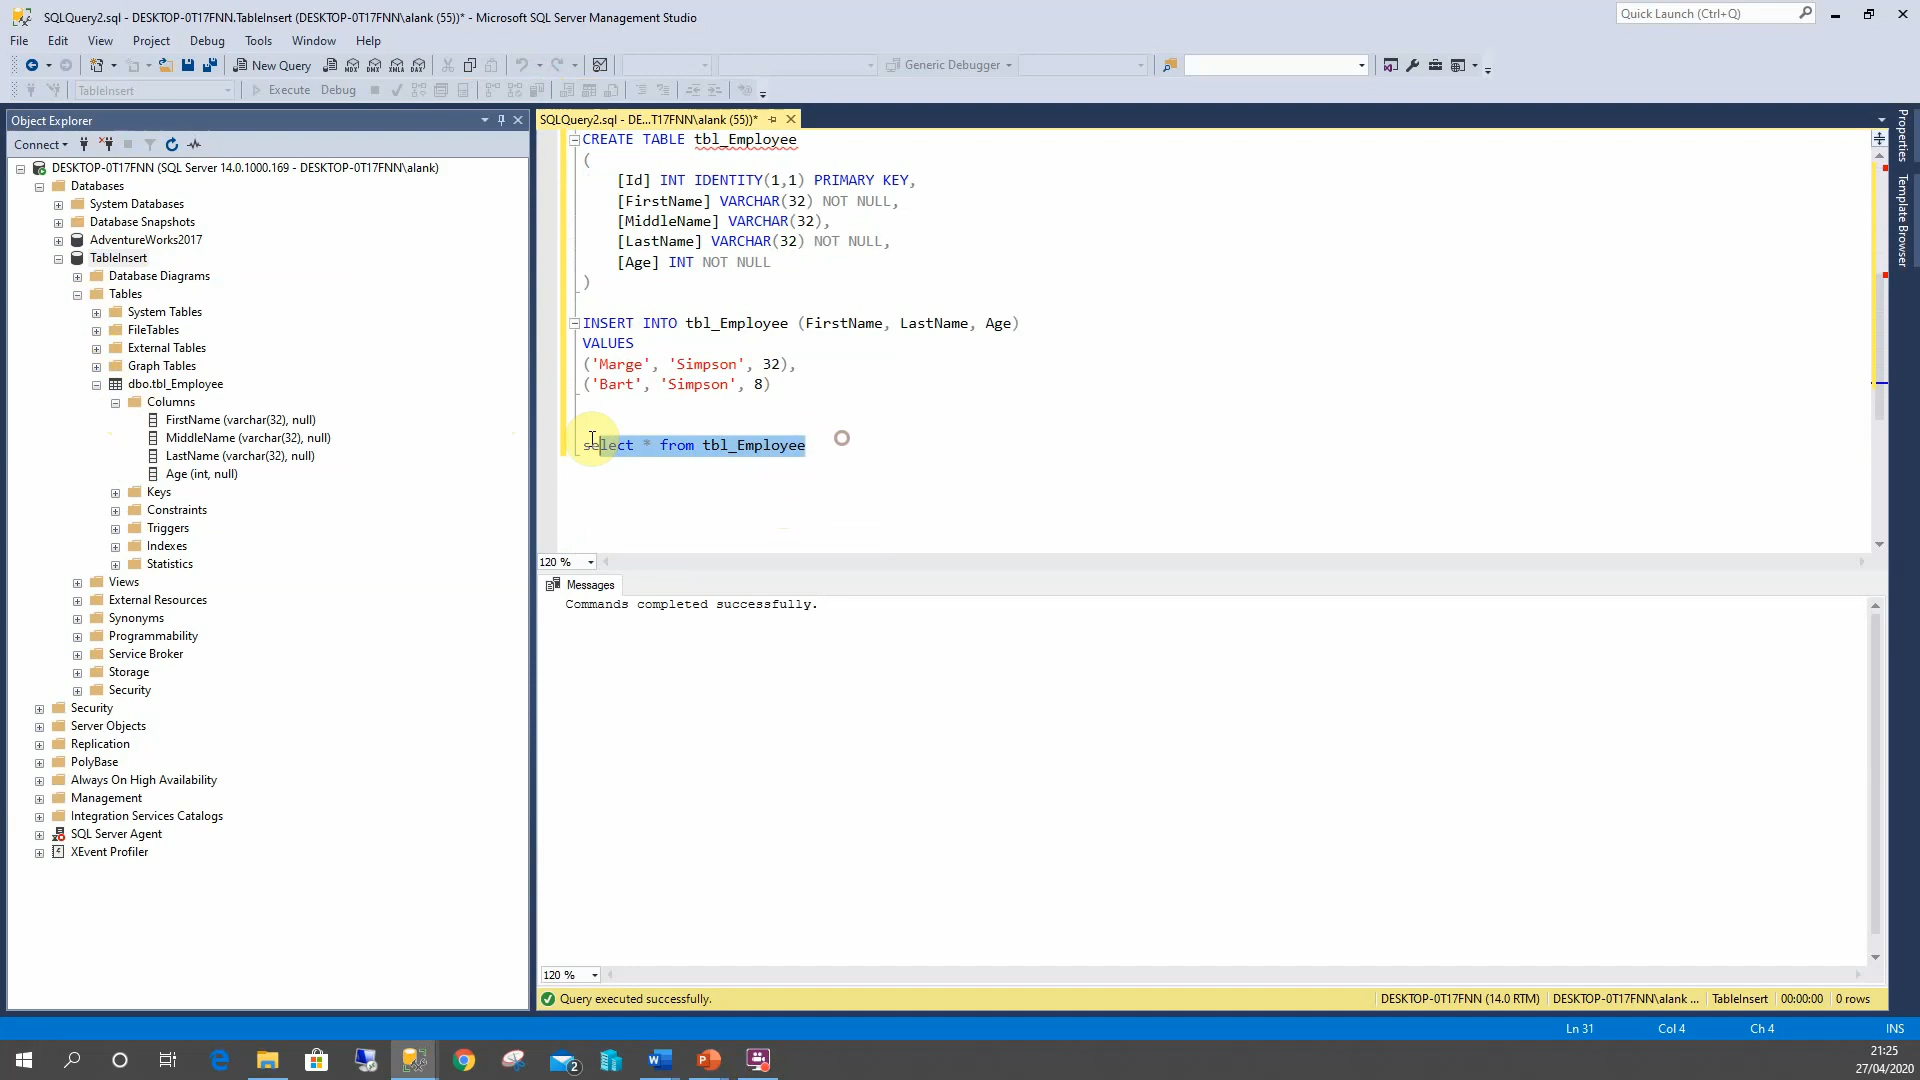 SQLQuery2.sql - DESKTOP-0T17FNN.TableInsert (DESKTOP-0T17FNN\alank (55))* - Microsoft SQL Server Management Studio
Quick Launch (Ctrl+Q)
File Edit View Project Debug Tools Window Help
New Query MDX DMX XMLA DAX Generic Debugger
TableInsert Execute Debug
Object Explorer
Connect
DESKTOP-0T17FNN (SQL Server 14.0.1000.169 - DESKTOP-0T17FNN\alank)
Databases
System Databases
Database Snapshots
AdventureWorks2017
TableInsert
Database Diagrams
Tables
System Tables
FileTables
External Tables
Graph Tables
dbo.tbl_Employee
Columns
FirstName (varchar(32), null)
MiddleName (varchar(32), null)
LastName (varchar(32), null)
Age (int, null)
Keys
Constraints
Triggers
Indexes
Statistics
Views
External Resources
Synonyms
Programmability
Service Broker
Storage
Security
Security
Server Objects
Replication
PolyBase
Always On High Availability
Management
Integration Services Catalogs
SQL Server Agent
XEvent Profiler
SQLQuery2.sql - DE...T17FNN\alank (55))*
CREATE TABLE tbl_Employee
(
[Id] INT IDENTITY(1,1) PRIMARY KEY,
[FirstName] VARCHAR(32) NOT NULL,
[MiddleName] VARCHAR(32),
[LastName] VARCHAR(32) NOT NULL,
[Age] INT NOT NULL
)
INSERT INTO tbl_Employee (FirstName, LastName, Age)
VALUES
('Marge', 'Simpson', 32),
('Bart', 'Simpson', 8)
select * from tbl_Employee
120 %
Messages
Commands completed successfully.
120 %
Query executed successfully. DESKTOP-0T17FNN (14.0 RTM) DESKTOP-0T17FNN\alank ... TableInsert 00:00:00 0 rows
Ln 31 Col 4 Ch 4 INS
Properties
Template Browser
2
21:25
27/04/2020